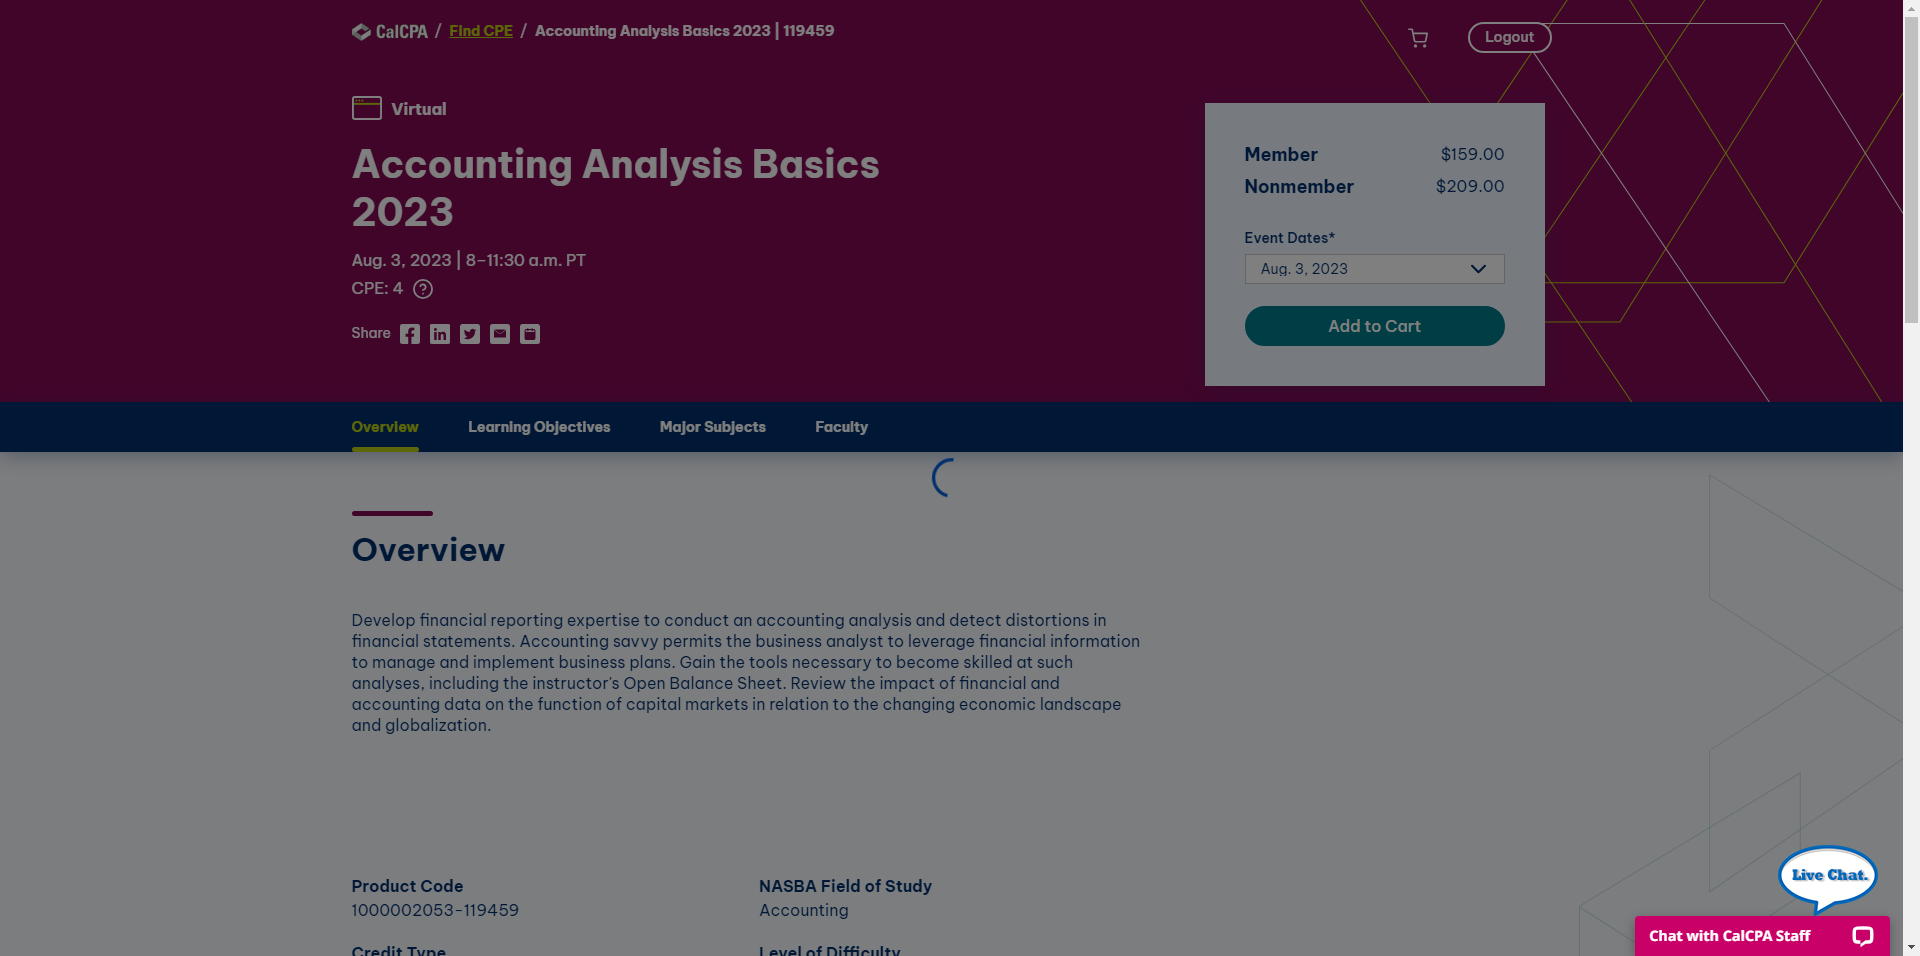 CalCPA / Find CPE / Accounting Analysis Basics 2023 | 119459
Logout
Virtual
Accounting Analysis Basics
2023
Aug. 3, 2023 | 8–11:30 a.m. PT
CPE: 4 ?
Share
Member $159.00
Nonmember $209.00
Event Dates*
Aug. 3, 2023
Add to Cart
Overview Learning Objectives Major Subjects Faculty
Overview
Develop financial reporting expertise to conduct an accounting analysis and detect distortions in
financial statements. Accounting savvy permits the business analyst to leverage financial information
to manage and implement business plans. Gain the tools necessary to become skilled at such
analyses, including the instructor's Open Balance Sheet. Review the impact of financial and
accounting data on the function of capital markets in relation to the changing economic landscape
and globalization.
Product Code
1000002053-119459
NASBA Field of Study
Accounting
Credit Type
Level of Difficulty
Live Chat.
Chat with CalCPA Staff